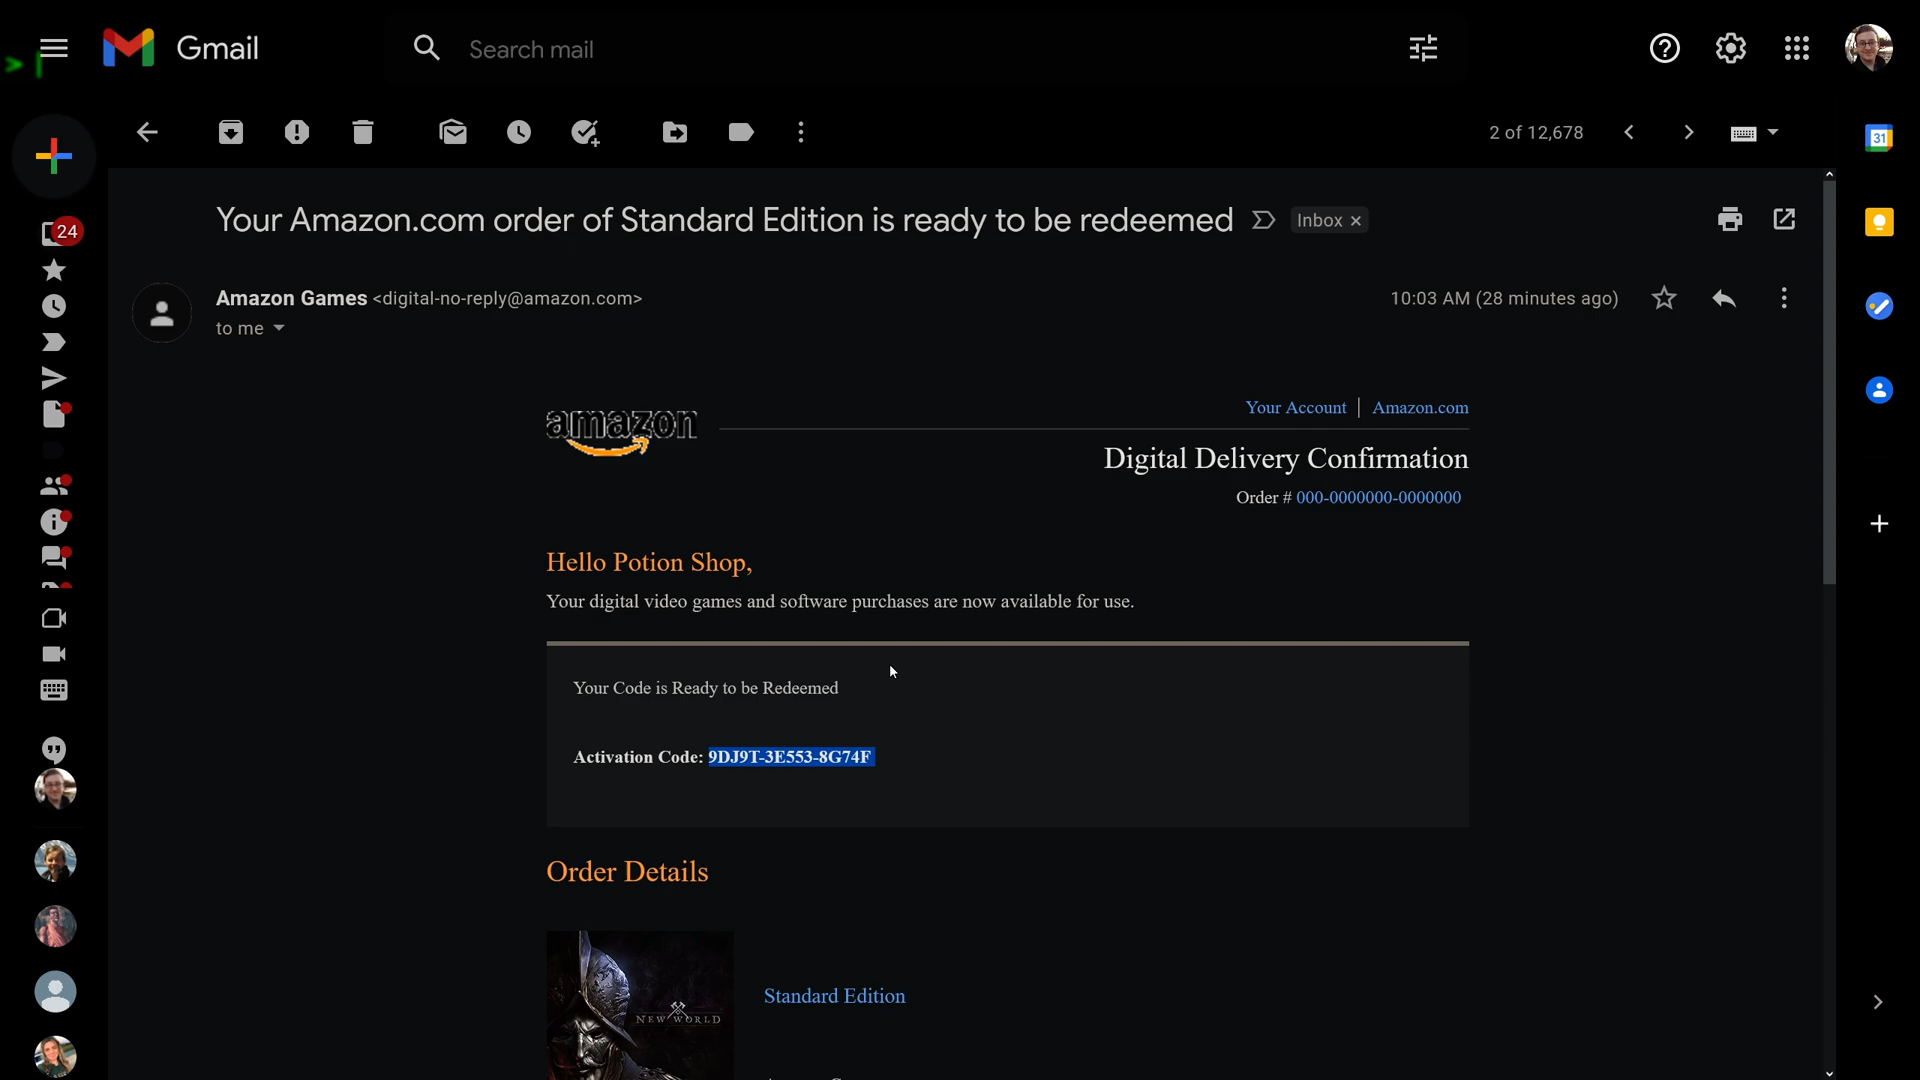 Gmail
Search mail
2 of 12,678
31
24
Your Amazon.com order of Standard Edition is ready to be redeemed
Inbox ×
Amazon Games <digital-no-reply@amazon.com>
10:03 AM (28 minutes ago)
to me
amazon
Your Account | Amazon.com
Digital Delivery Confirmation
Order # 000-0000000-0000000
Hello Potion Shop,
Your digital video games and software purchases are now available for use.
Your Code is Ready to be Redeemed
Activation Code: 9DJ9T-3E553-8G74F
Order Details
NEW WORLD
Standard Edition